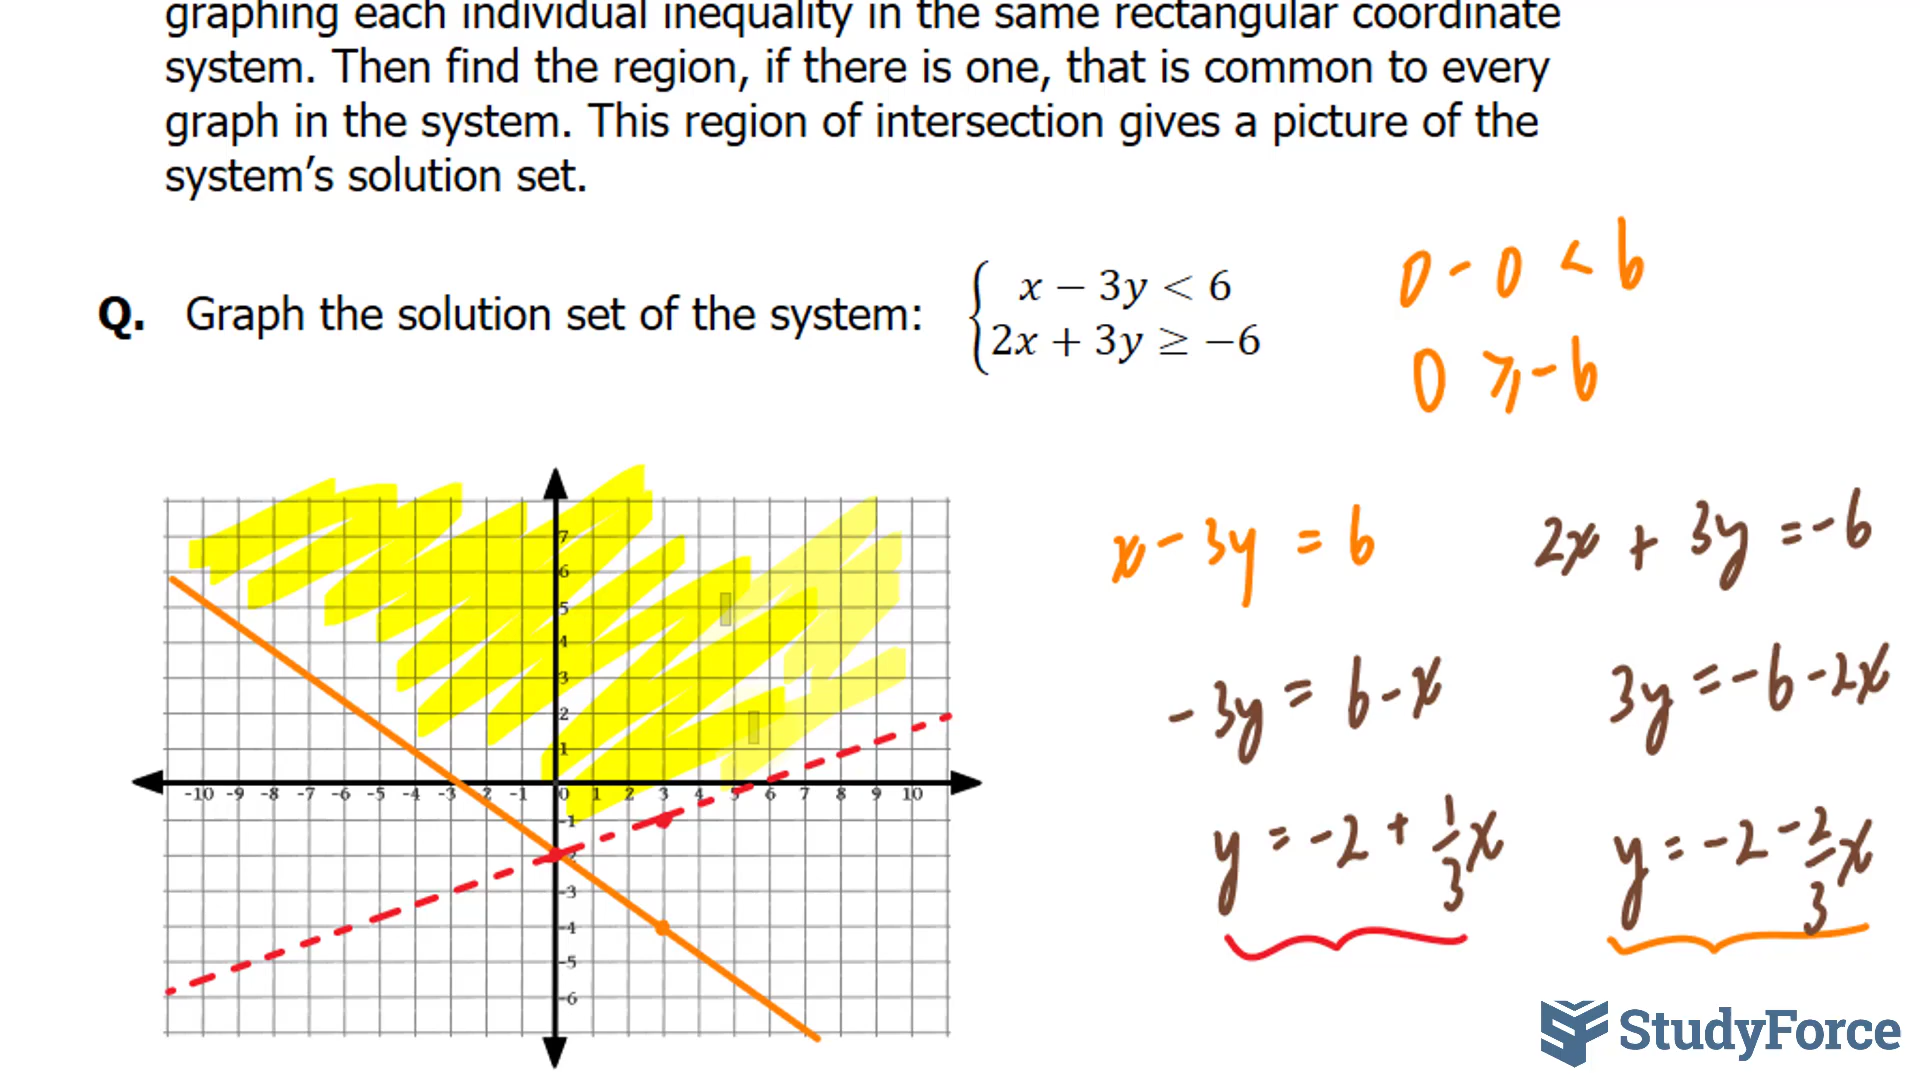 graphing each individual inequality in the same rectangular coordinate
system. Then find the region, if there is one, that is common to every
graph in the system. This region of intersection gives a picture of the
system’s solution set.
Q. Graph the solution set of the system:
x − 3y < 6
2x + 3y ≥ −6
0 - 0 < 6
0 ≥ -6
x - 3y = 6
2x + 3y = -6
-3y = 6 - x
3y = -6 - 2x
y = -2 + 1/3 x
y = -2 - 2/3 x
7
6
5
4
3
2
1
-10 -9 -8 -7 -6 -5 -4 -3 -2 -1 0 1 2 3 4 5 6 7 8 9 10
-1
-2
-3
-4
-5
-6
StudyForce